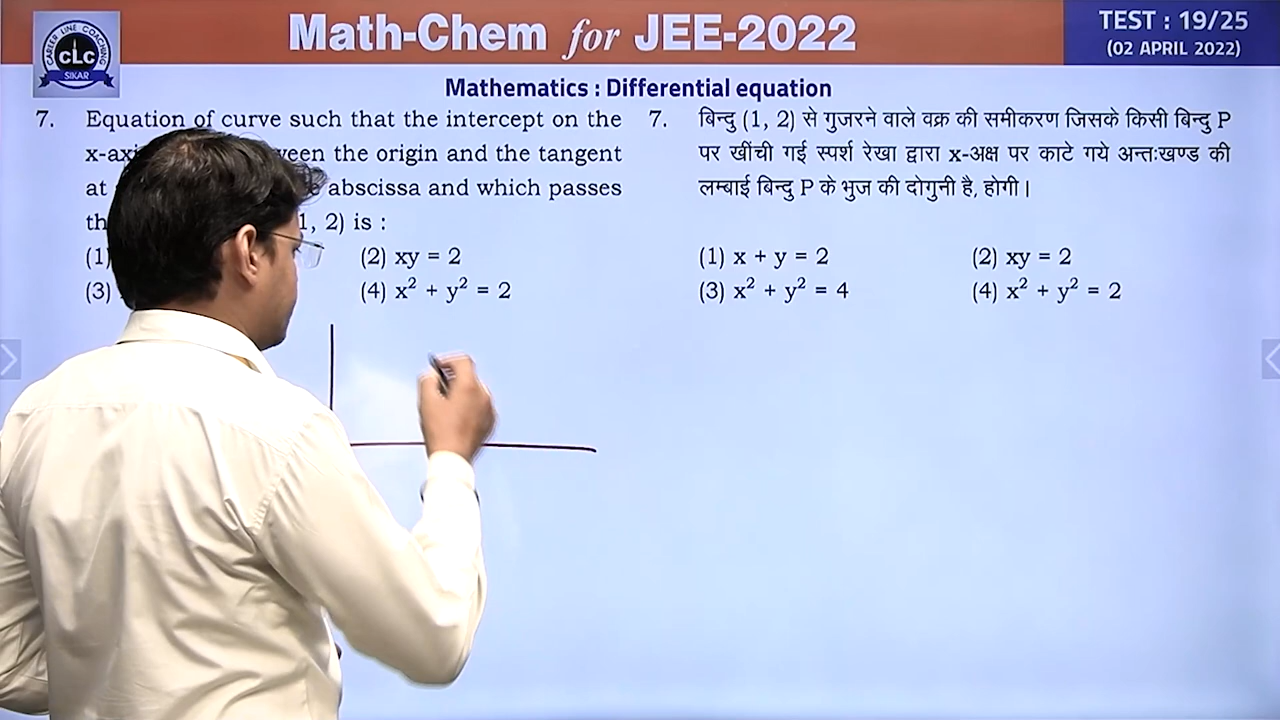 Math-Chem for JEE-2022
TEST : 19/25
(02 APRIL 2022)
CAREER LINE COACHING
CLC
SIKAR
Mathematics : Differential equation
7. Equation of curve such that the intercept on the
x-axi ween the origin and the tangent
at abscissa and which passes
th 1, 2) is :
(1) (2) xy = 2
(3) (4) x² + y² = 2
7. बिन्दु (1, 2) से गुजरने वाले वक्र की समीकरण जिसके किसी बिन्दु P
पर खींची गई स्पर्श रेखा द्वारा x-अक्ष पर काटे गये अन्तःखण्ड की
लम्बाई बिन्दु P के भुज की दोगुनी है, होगी।
(1) x + y = 2 (2) xy = 2
(3) x² + y² = 4 (4) x² + y² = 2